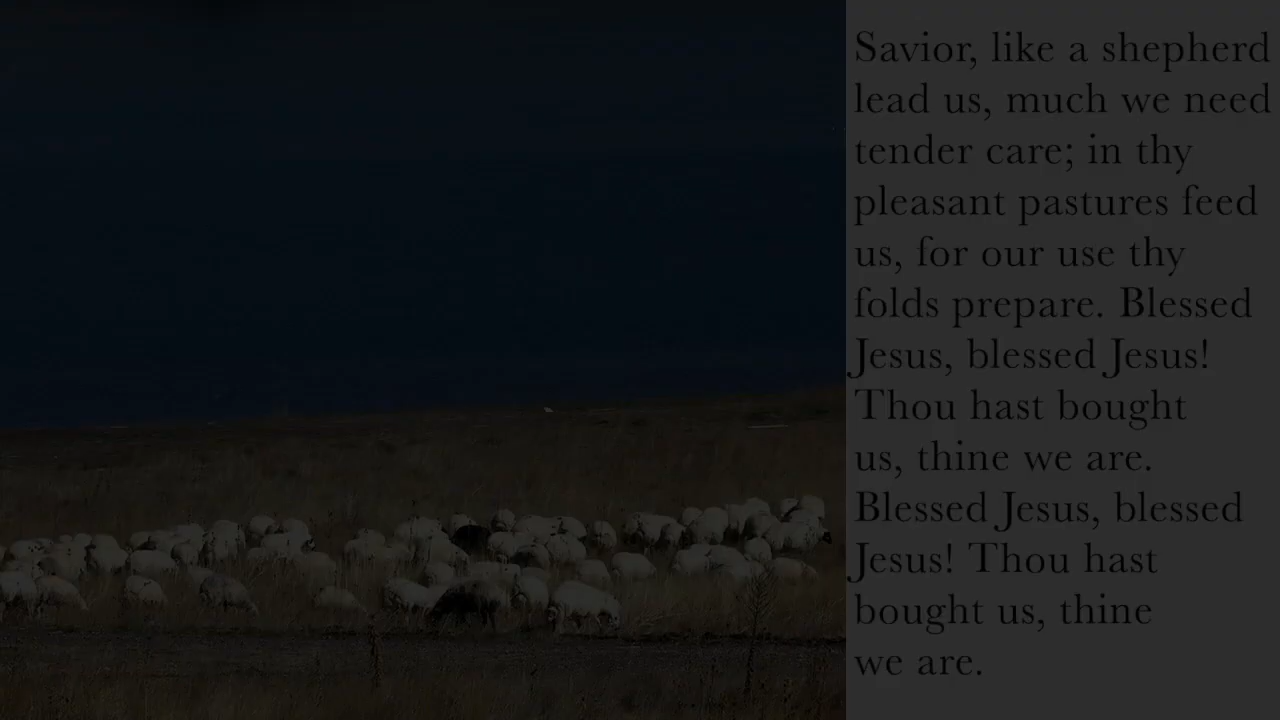 Savior, like a shepherd
lead us, much we need
tender care; in thy
pleasant pastures feed
us, for our use thy
folds prepare. Blessed
Jesus, blessed Jesus!
Thou hast bought
us, thine we are.
Blessed Jesus, blessed
Jesus! Thou hast
bought us, thine
we are.